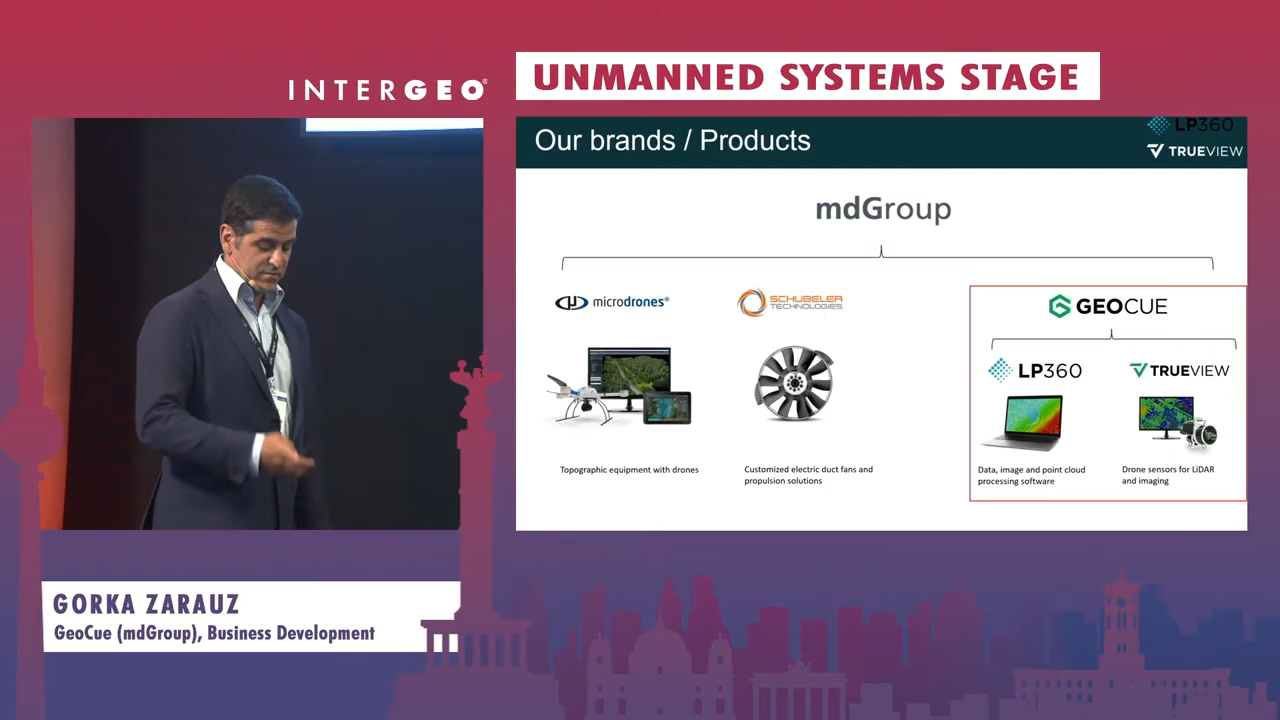 INTERGEO®
UNMANNED SYSTEMS STAGE
Our brands / Products
LP360
TRUEVIEW
mdGroup
microdrones®
SCHUBELER
TECHNOLOGIES
GEOCUE
LP360
TRUEVIEW
Topographic equipment with drones
Customized electric duct fans and
propulsion solutions
Data, image and point cloud
processing software
Drone sensors for LiDAR
and imaging
GORKA ZARAUZ
GeoCue (mdGroup), Business Development